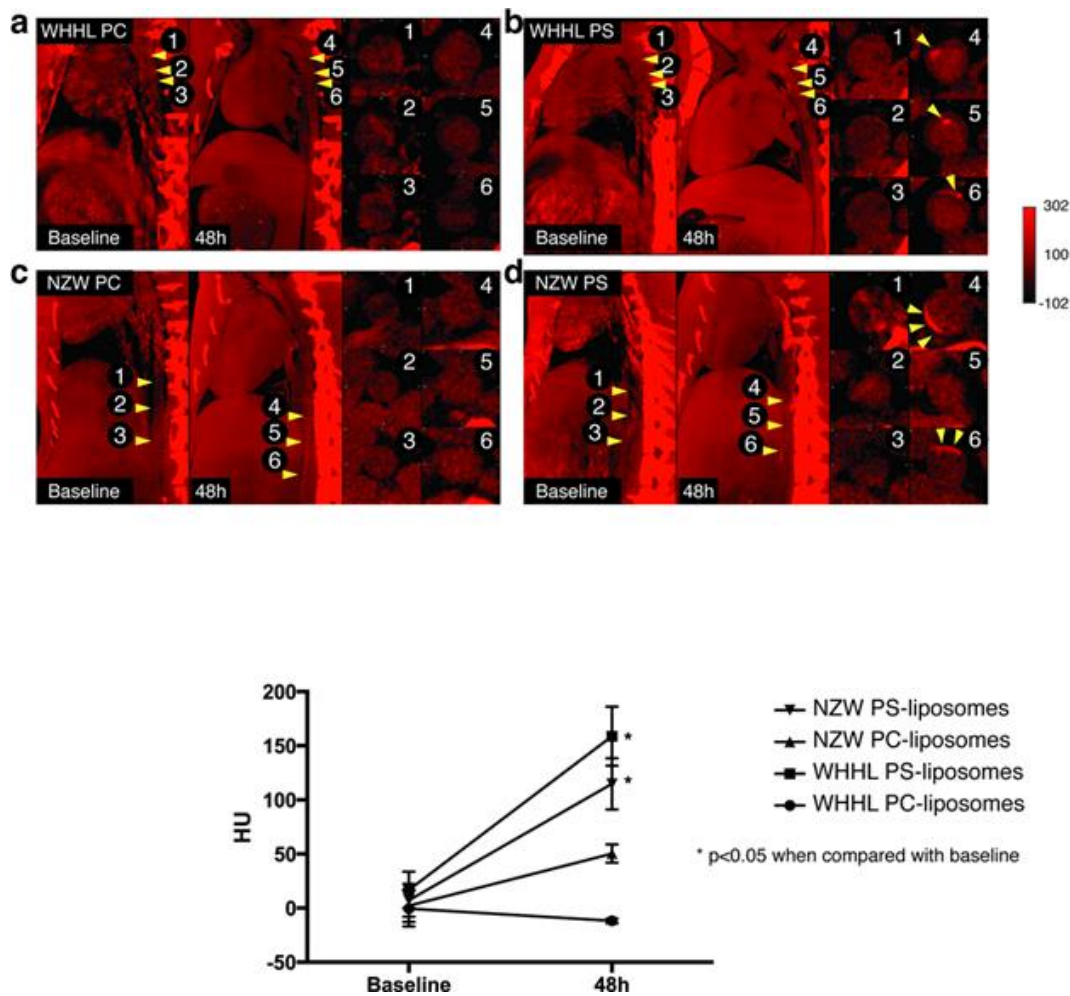 a WHHL PC
1
2
3
4
5
6
1
4
2
5
3
6
Baseline
48h
b WHHL PS
1
2
3
4
5
6
1
4
2
5
3
6
Baseline
48h
302
100
-102
c NZW PC
1
2
3
4
5
6
1
4
2
5
3
6
Baseline
48h
d NZW PS
1
2
3
4
5
6
1
4
2
5
3
6
Baseline
48h
200
150
100
50
0
-50
HU
*
*
Baseline
48h
NZW PS-liposomes
NZW PC-liposomes
WHHL PS-liposomes
WHHL PC-liposomes
* p<0.05 when compared with baseline